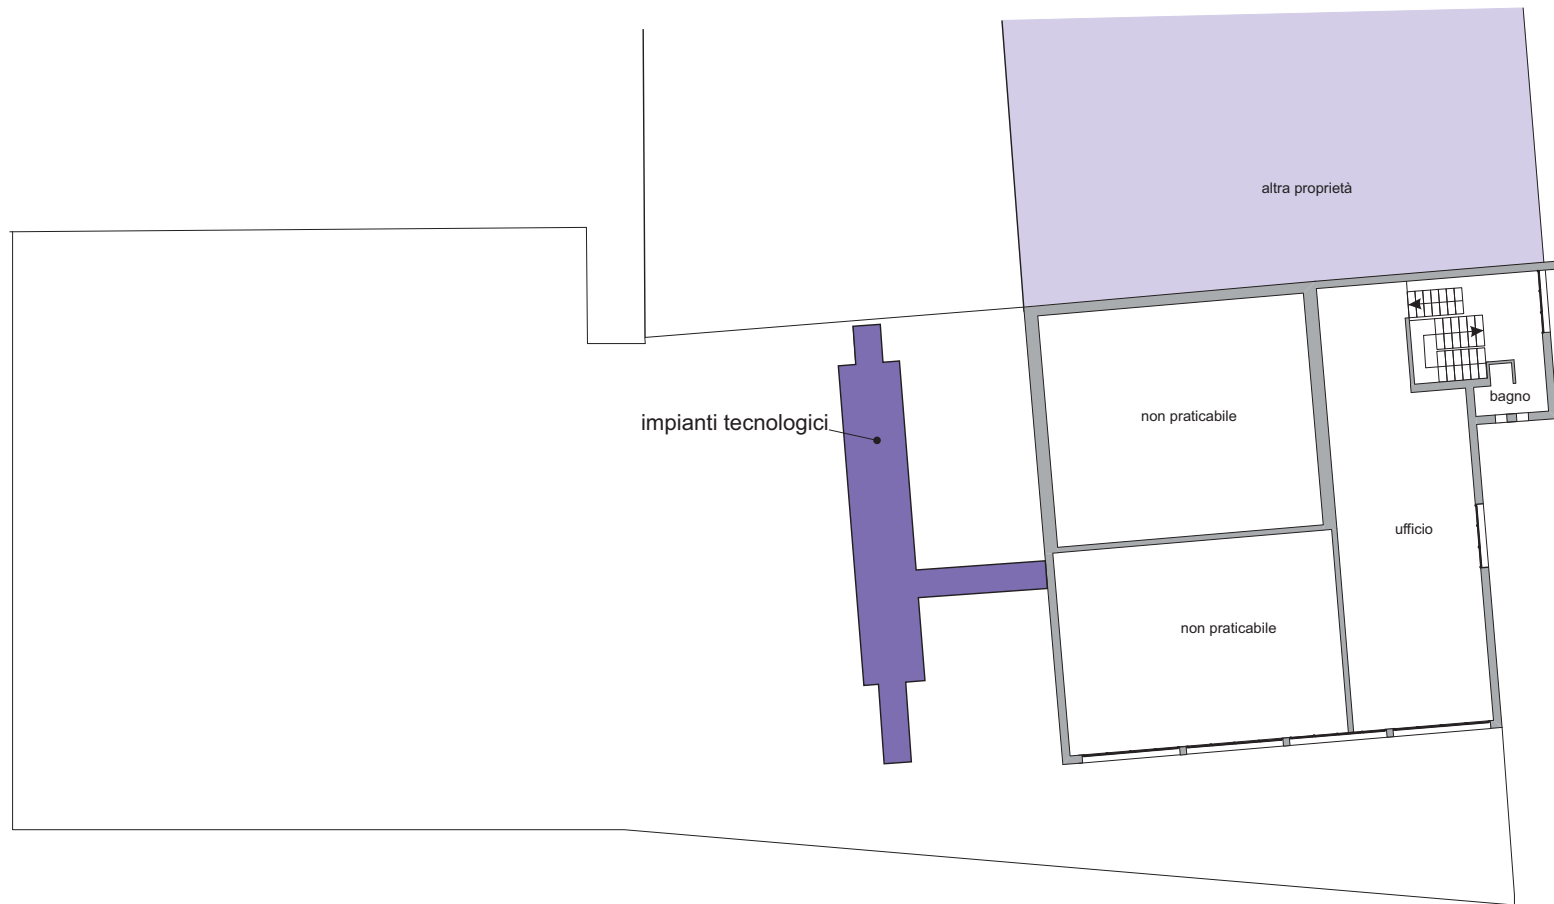 altra proprietà
bagno
non praticabile
impianti tecnologici
ufficio
non praticabile